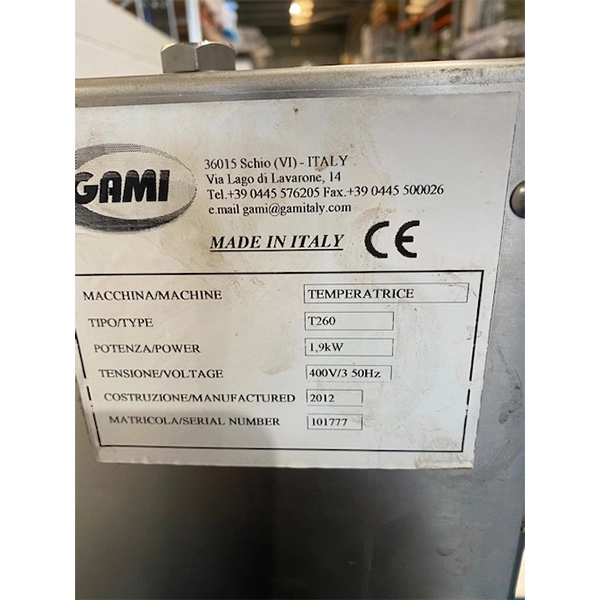 GAMI
36015 Schio (VI) - ITALY
Via Lago di Lavarone, 14
Tel.+39 0445 576205 Fax.+39 0445 500026
e.mail gami@gamitaly.com
MADE IN ITALY CE
MACCHINA/MACHINE TEMPERATRICE
TIPO/TYPE T260
POTENZA/POWER 1,9kW
TENSIONE/VOLTAGE 400V/3 50Hz
COSTRUZIONE/MANUFACTURED 2012
MATRICOLA/SERIAL NUMBER 101777